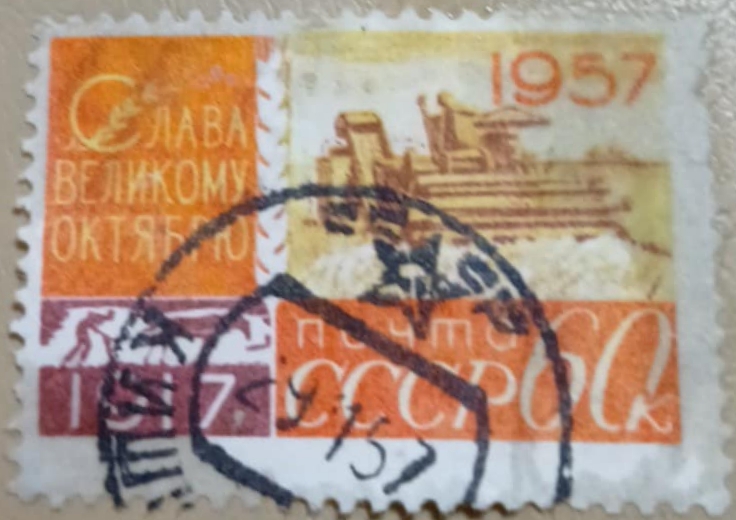 СЛАВА
ВЕЛИКОМУ
ОКТЯБРЮ
1957
1917
почта
СССР 60к